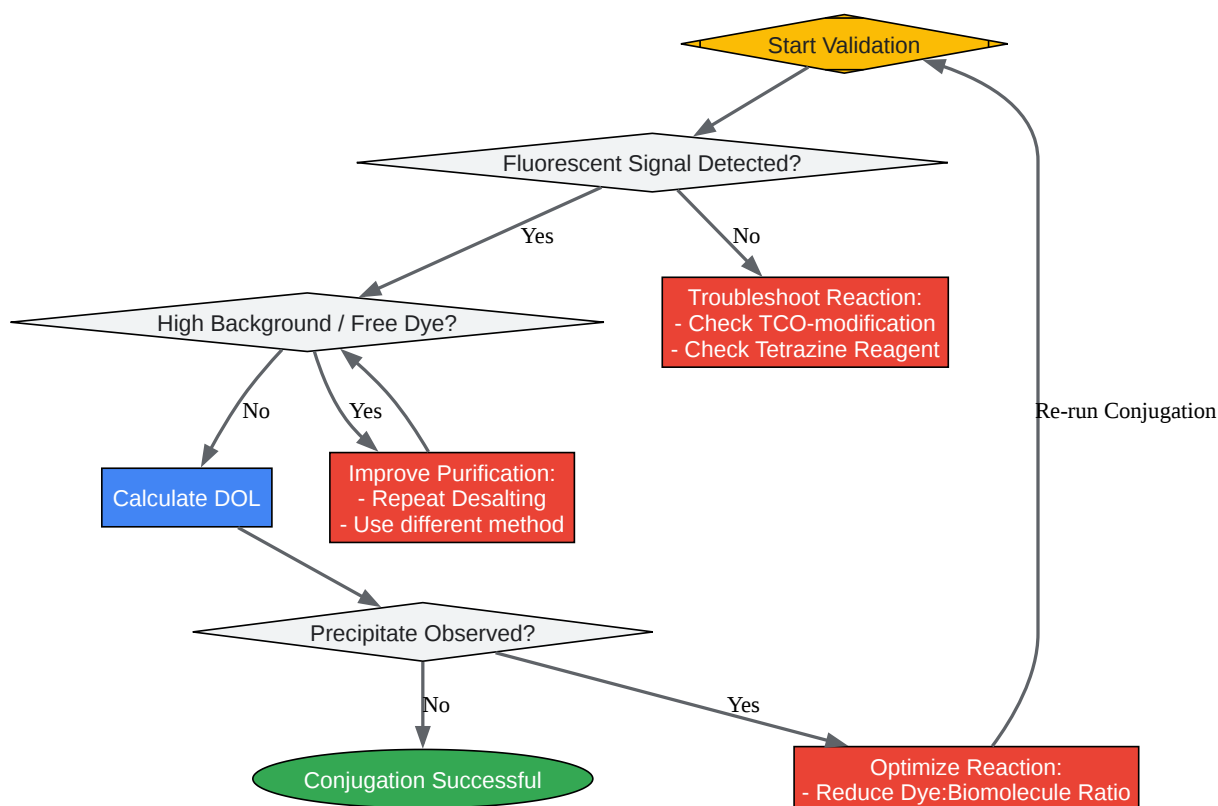 Start Validation
Fluorescent Signal Detected?
Yes
No
Troubleshoot Reaction:
- Check TCO-modification
- Check Tetrazine Reagent
High Background / Free Dye?
No
Yes
Re-run Conjugation
Calculate DOL
Improve Purification:
- Repeat Desalting
- Use different method
Precipitate Observed?
No
Yes
Conjugation Successful
Optimize Reaction:
- Reduce Dye:Biomolecule Ratio